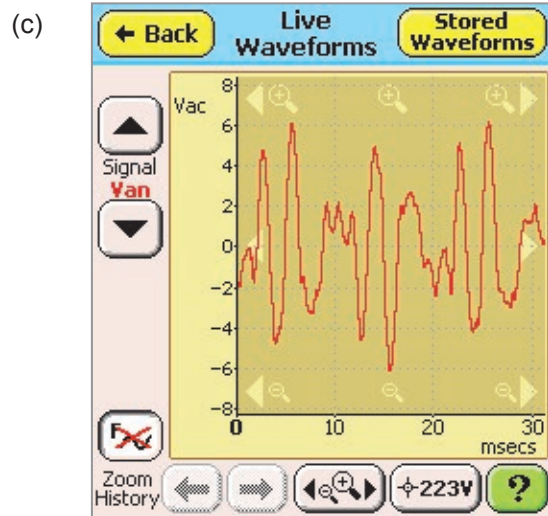 (c)
← Back
Live
Waveforms
Stored
Waveforms
Vac
8
6
4
2
0
−2
−4
−6
−8
Signal
Van
0
10
20
30
msecs
Zoom
History
223V
?